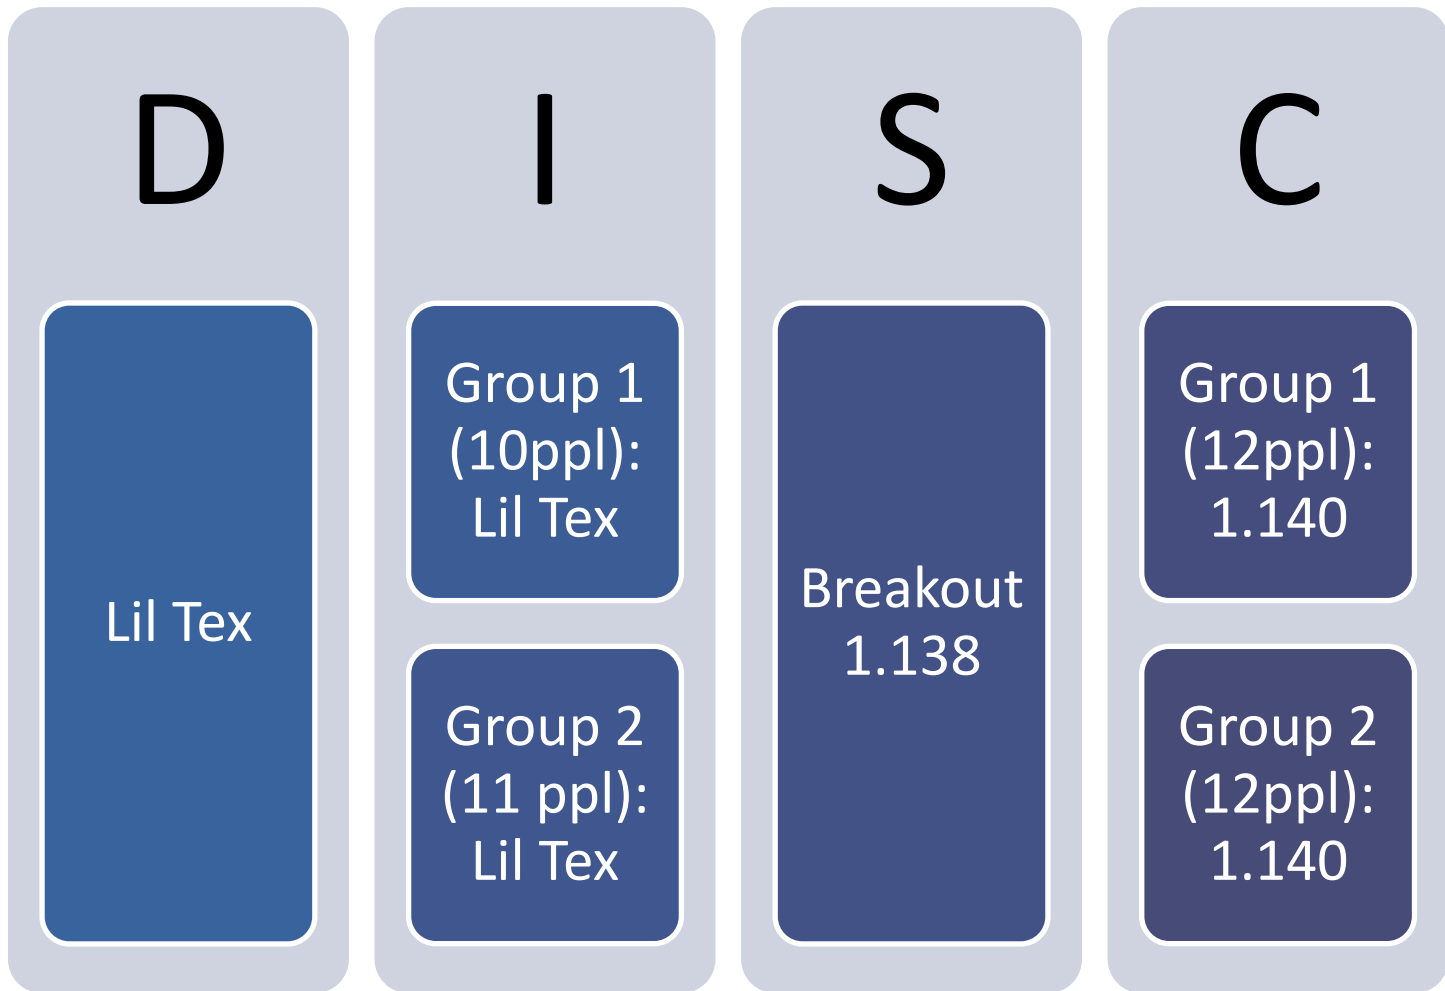 D
Lil Tex
I
Group 1
(10ppl):
Lil Tex
Group 2
(11 ppl):
Lil Tex
S
Breakout
1.138
C
Group 1
(12ppl):
1.140
Group 2
(12ppl):
1.140